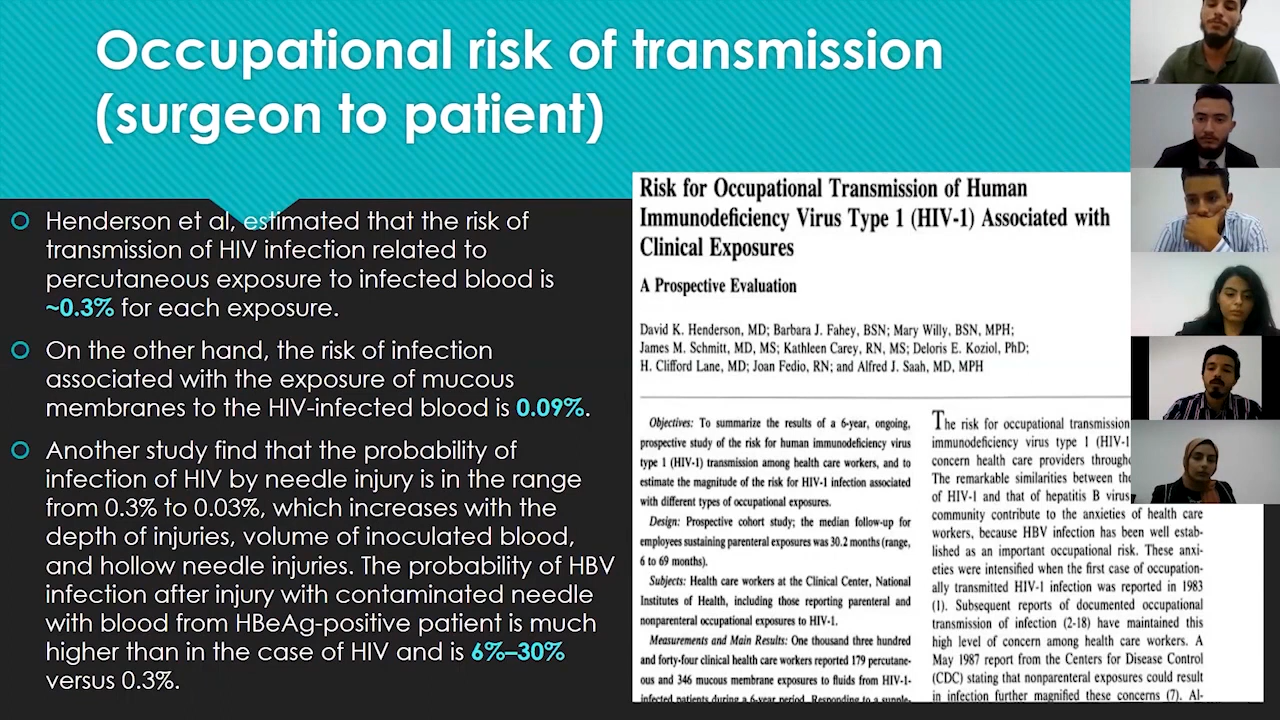 Occupational risk of transmission
(surgeon to patient)
Henderson et al, estimated that the risk of
transmission of HIV infection related to
percutaneous exposure to infected blood is
~0.3% for each exposure.
On the other hand, the risk of infection
associated with the exposure of mucous
membranes to the HIV-infected blood is 0.09%.
Another study find that the probability of
infection of HIV by needle injury is in the range
from 0.3% to 0.03%, which increases with the
depth of injuries, volume of inoculated blood,
and hollow needle injuries. The probability of HBV
infection after injury with contaminated needle
with blood from HBeAg-positive patient is much
higher than in the case of HIV and is 6%–30%
versus 0.3%.
Risk for Occupational Transmission of Human
Immunodeficiency Virus Type 1 (HIV-1) Associated with
Clinical Exposures
A Prospective Evaluation
David K. Henderson, MD; Barbara J. Fahey, BSN; Mary Willy, BSN, MPH;
James M. Schmitt, MD, MS; Kathleen Carey, RN, MS; Deloris E. Koziol, PhD;
H. Clifford Lane, MD; Joan Fedio, RN; and Alfred J. Saah, MD, MPH
Objectives: To summarize the results of a 6-year, ongoing,
prospective study of the risk for human immunodeficiency virus
type 1 (HIV-1) transmission among health care workers, and to
estimate the magnitude of the risk for HIV-1 infection associated
with different types of occupational exposures.
Design: Prospective cohort study; the median follow-up for
employees sustaining parenteral exposures was 30.2 months (range,
6 to 69 months).
Subjects: Health care workers at the Clinical Center, National
Institutes of Health, including those reporting parenteral and
nonparenteral occupational exposures to HIV-1.
Measurements and Main Results: One thousand three hundred
and forty-four clinical health care workers reported 179 percutane-
ous and 346 mucous membrane exposures to fluids from HIV-1-
infected patients during a 6-year period. Responding to a supple-
The risk for occupational transmission
immunodeficiency virus type 1 (HIV-1
concern health care providers through
The remarkable similarities between the
of HIV-1 and that of hepatitis B virus
community contribute to the anxieties of health care
workers, because HBV infection has been well estab-
lished as an important occupational risk. These anxi-
eties were intensified when the first case of occupation-
ally transmitted HIV-1 infection was reported in 1983
(1). Subsequent reports of documented occupational
transmission of infection (2-18) have maintained this
high level of concern among health care workers. A
May 1987 report from the Centers for Disease Control
(CDC) stating that nonparenteral exposures could result
in infection further magnified these concerns (7). Al-